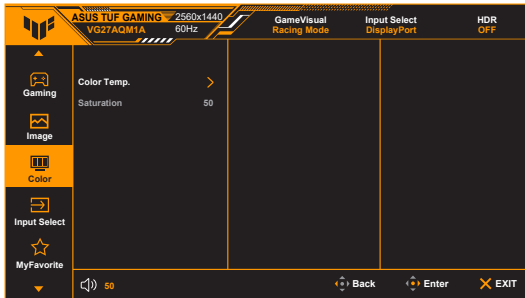 ASUS TUF GAMING 2560x1440
VG27AQM1A 60Hz
GameVisual
Racing Mode
Input Select
DisplayPort
HDR
OFF
Gaming
Image
Color
Input Select
MyFavorite
Color Temp.
Saturation 50
50
Back
Enter
EXIT